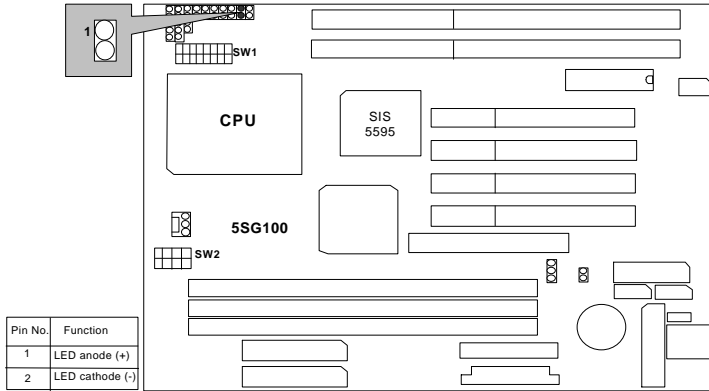 1
SW1
CPU
SIS
5595
5SG100
SW2
Pin No. Function
1 LED anode (+)
2 LED cathode (-)